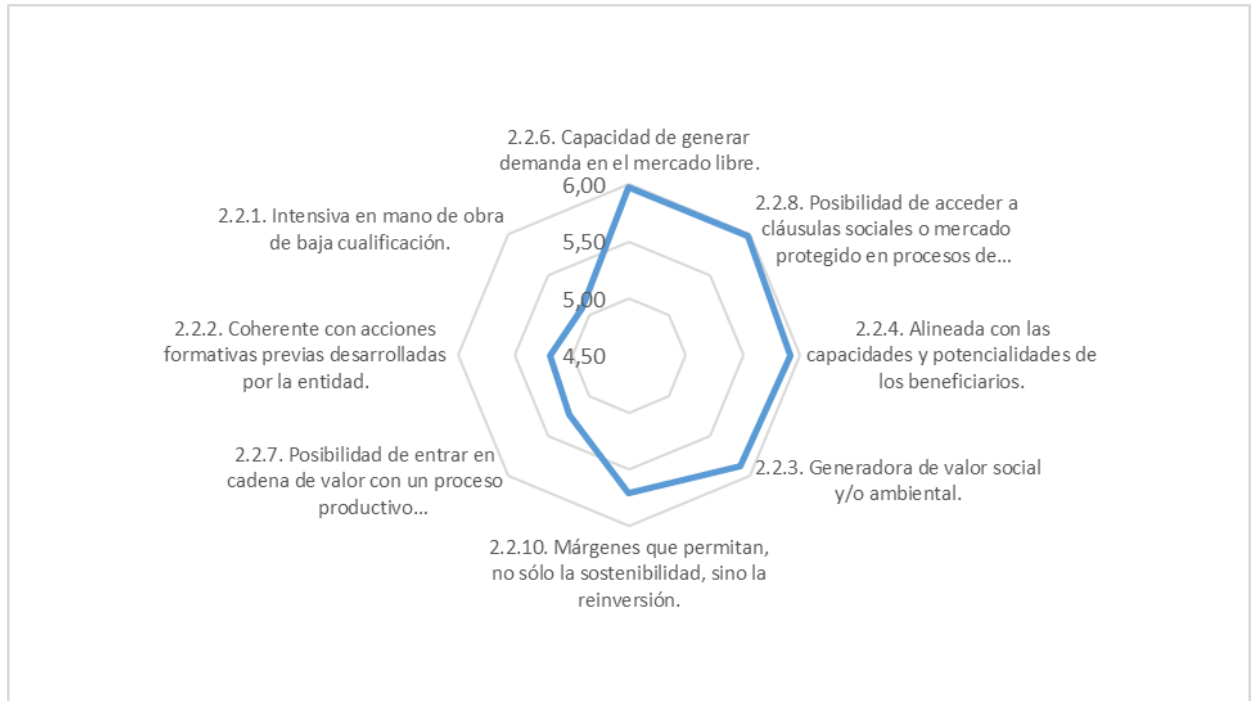 2.2.6. Capacidad de generar
demanda en el mercado libre.
6,00
5,50
5,00
4,50
2.2.8. Posibilidad de acceder a
cláusulas sociales o mercado
protegido en procesos de...
2.2.4. Alineada con las
capacidades y potencialidades de
los beneficiarios.
2.2.3. Generadora de valor social
y/o ambiental.
2.2.10. Márgenes que permitan,
no sólo la sostenibilidad, sino la
reinversión.
2.2.7. Posibilidad de entrar en
cadena de valor con un proceso
productivo...
2.2.2. Coherente con acciones
formativas previas desarrolladas
por la entidad.
2.2.1. Intensiva en mano de obra
de baja cualificación.